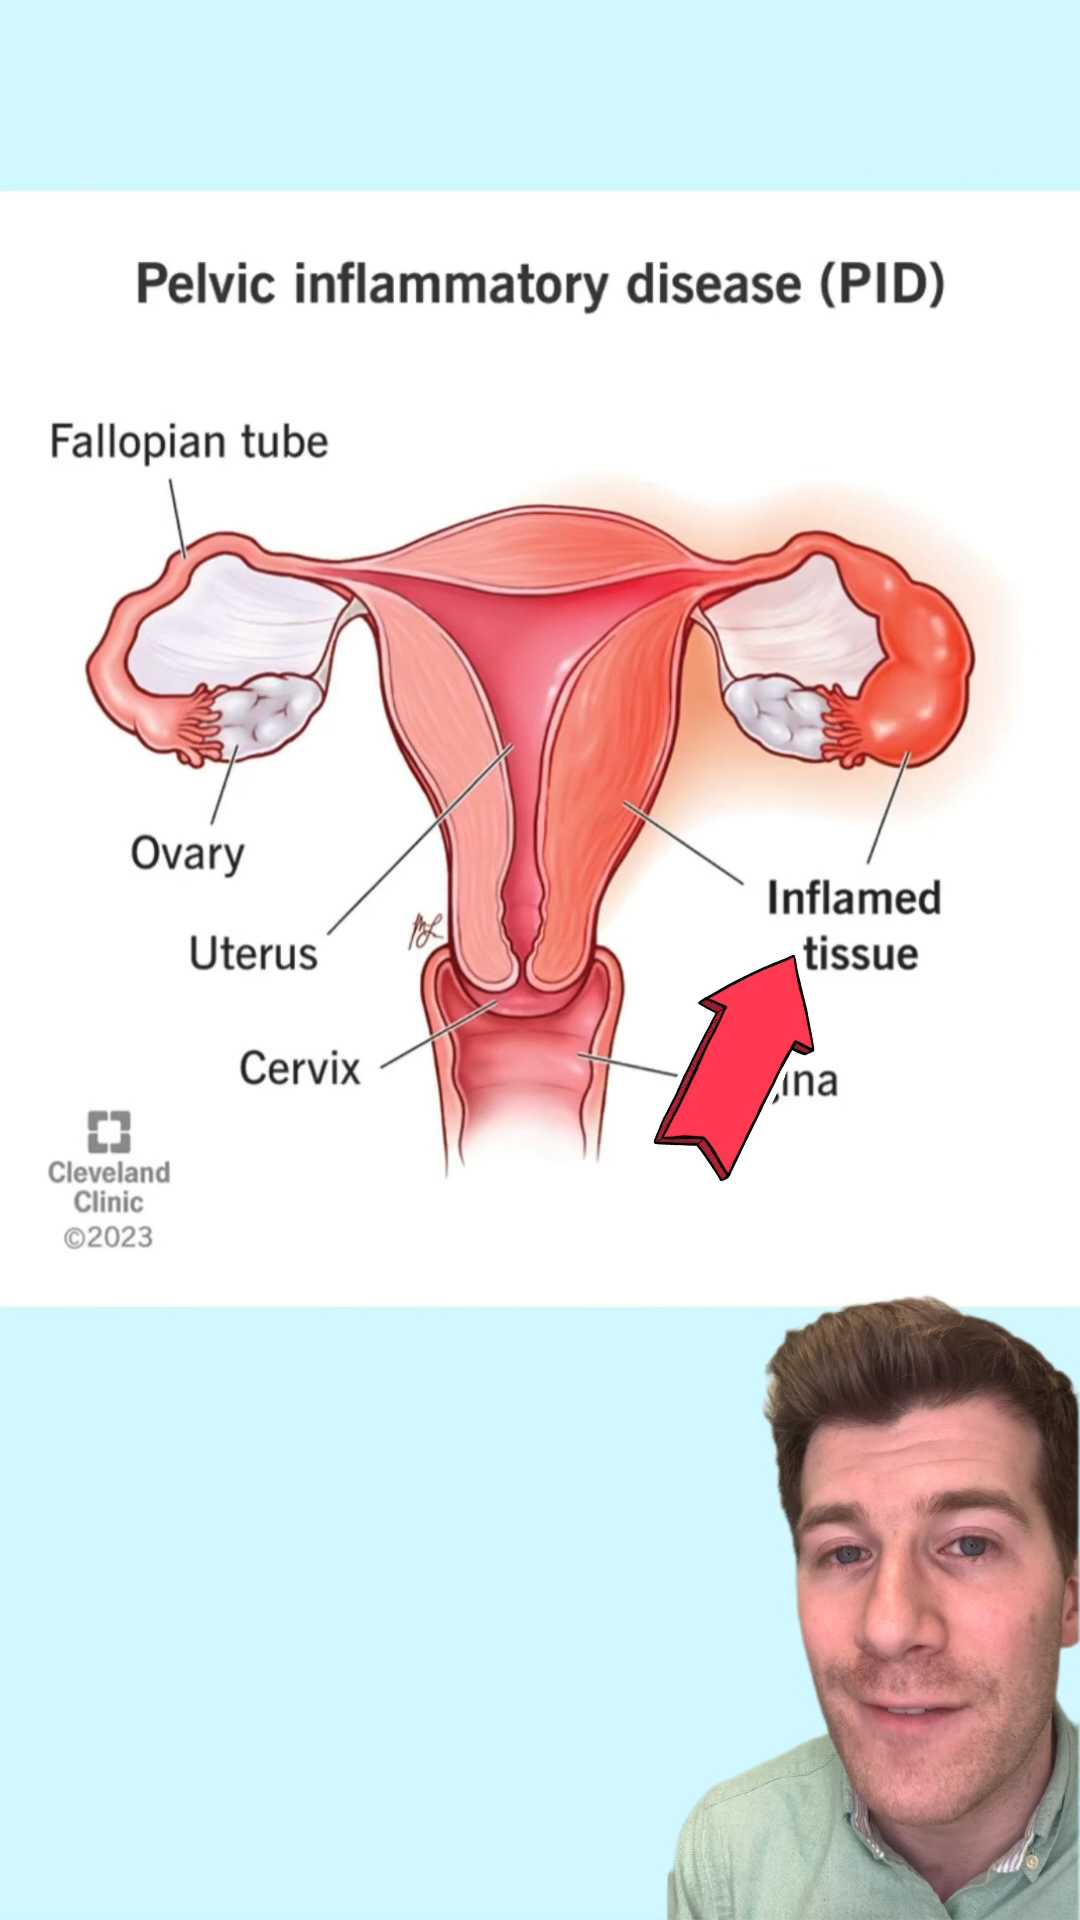 Pelvic inflammatory disease (PID)
Fallopian tube
Ovary
Uterus
Inflamed
tissue
Cervix
Cleveland
Clinic
©2023